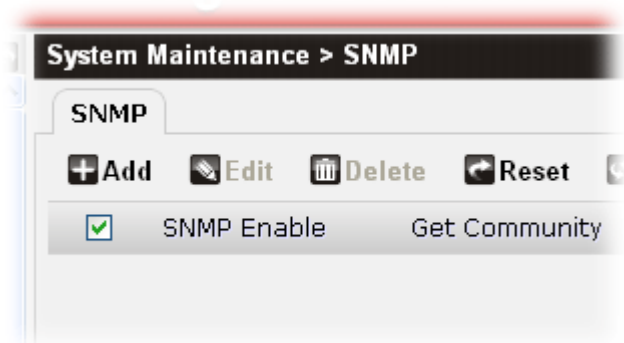 System Maintenance > SNMP
SNMP
Add Edit Delete Reset
SNMP Enable Get Community